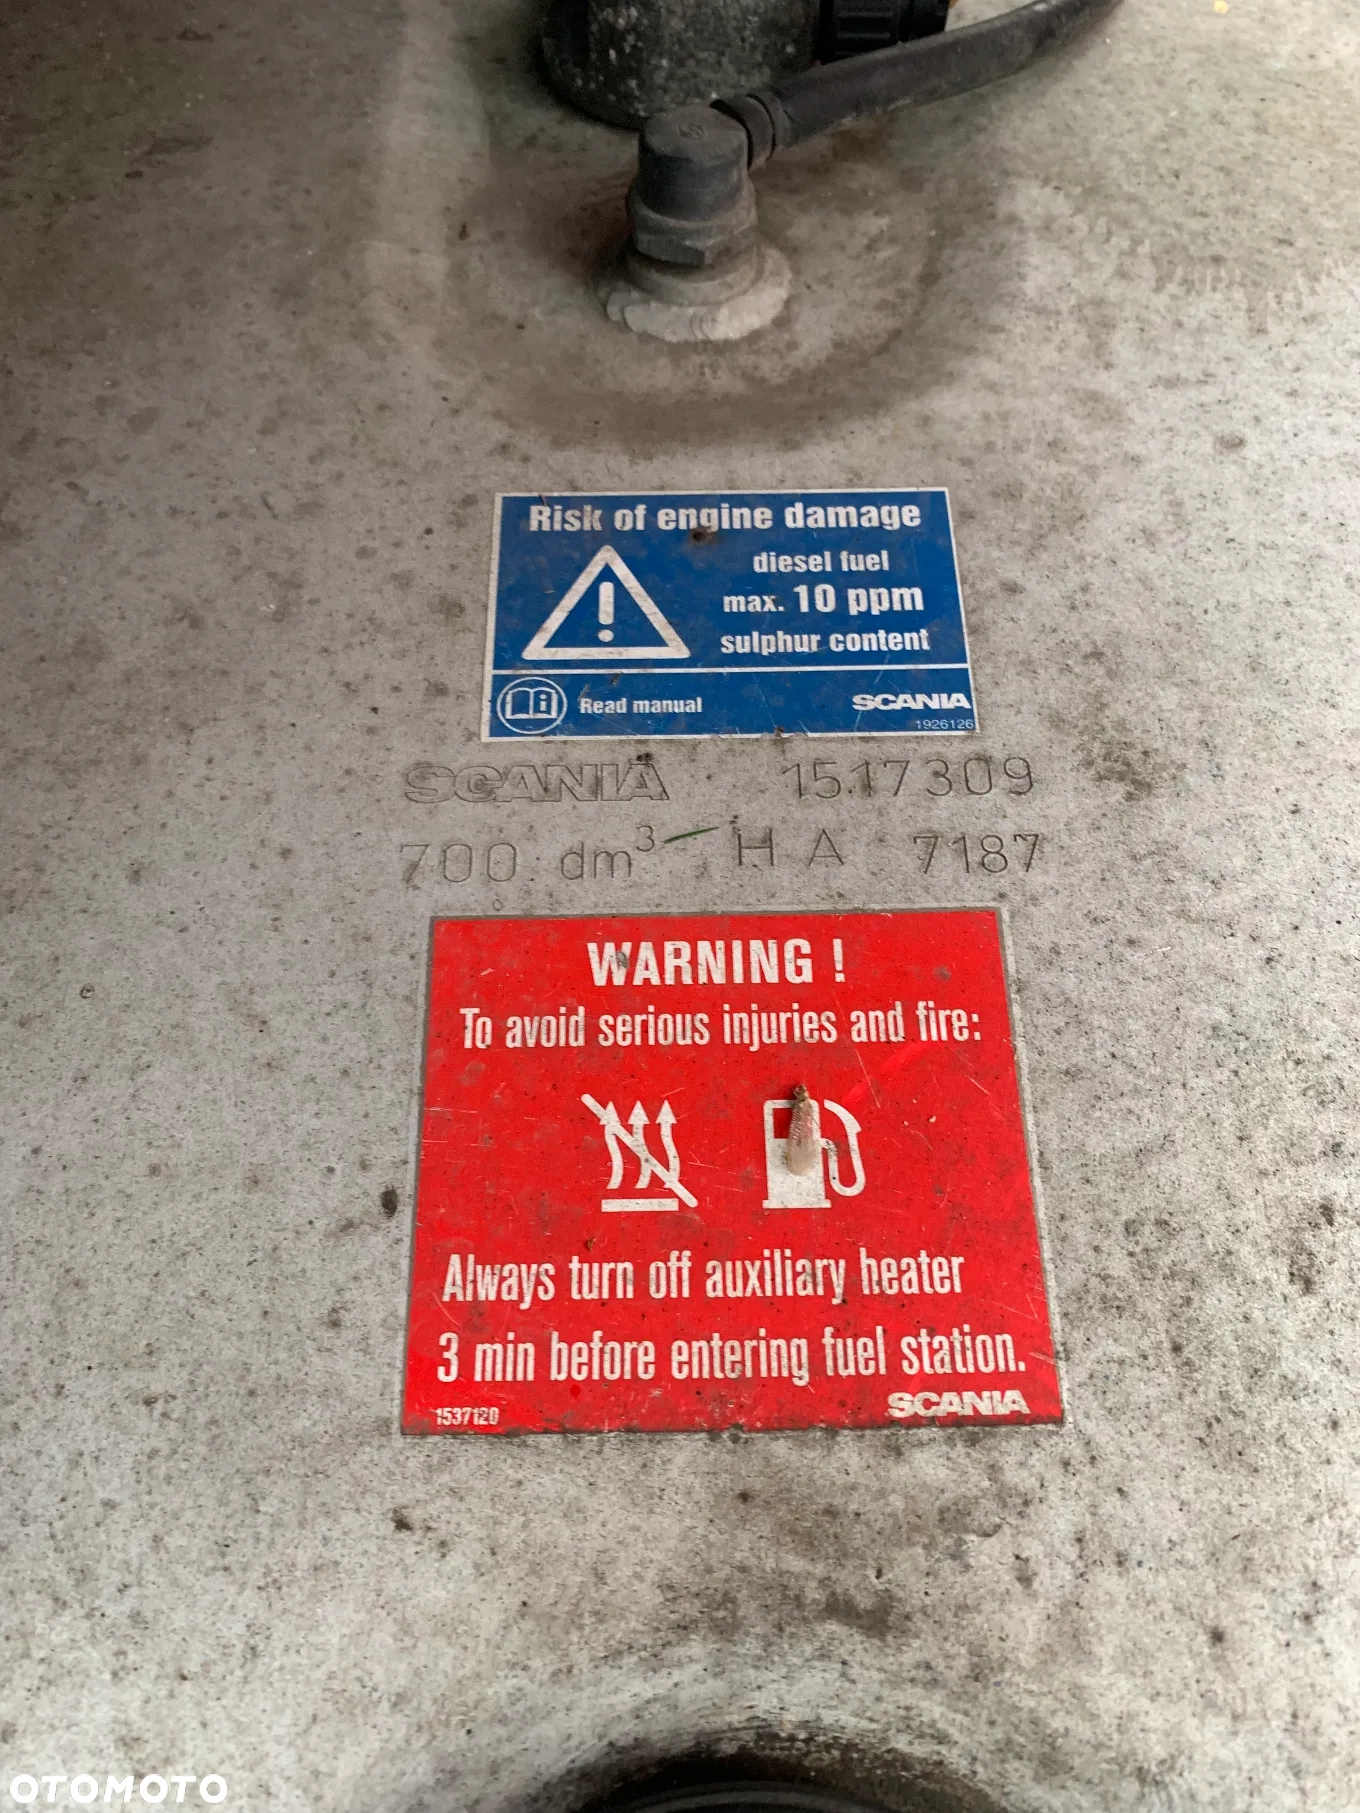 Risk of engine damage
diesel fuel
max. 10 ppm
sulphur content
Read manual
SCANIA
1926126
SCANIA 1517309
700 dm³ HA 7187
WARNING !
To avoid serious injuries and fire:
Always turn off auxiliary heater
3 min before entering fuel station.
1537120
SCANIA
OTOMOTO